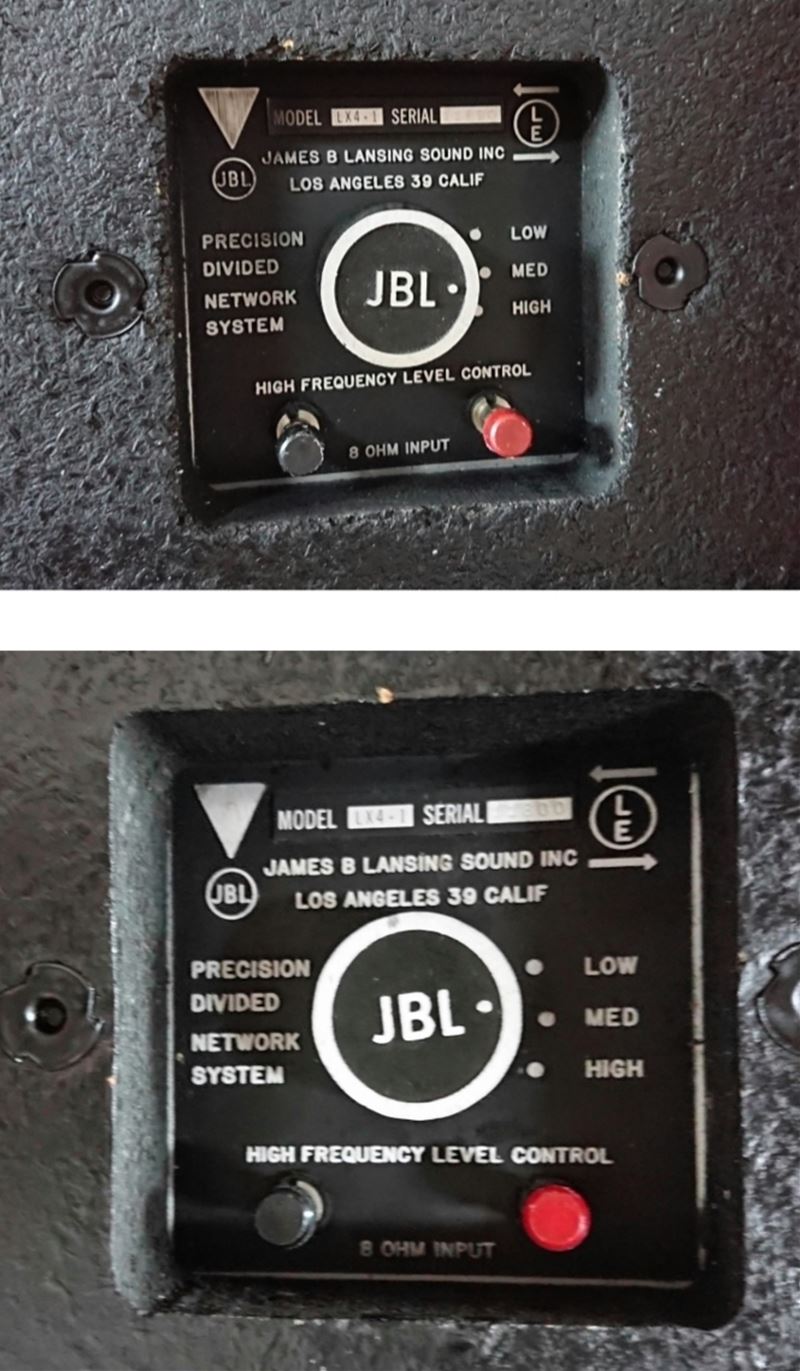 MODEL LX4-1 SERIAL
LE
JAMES B LANSING SOUND INC
JBL
LOS ANGELES 39 CALIF
PRECISION
DIVIDED
NETWORK
SYSTEM
JBL
LOW
MED
HIGH
HIGH FREQUENCY LEVEL CONTROL
8 OHM INPUT
MODEL LX4-1 SERIAL
LE
JAMES B LANSING SOUND INC
JBL
LOS ANGELES 39 CALIF
PRECISION
DIVIDED
NETWORK
SYSTEM
JBL
LOW
MED
HIGH
HIGH FREQUENCY LEVEL CONTROL
8 OHM INPUT